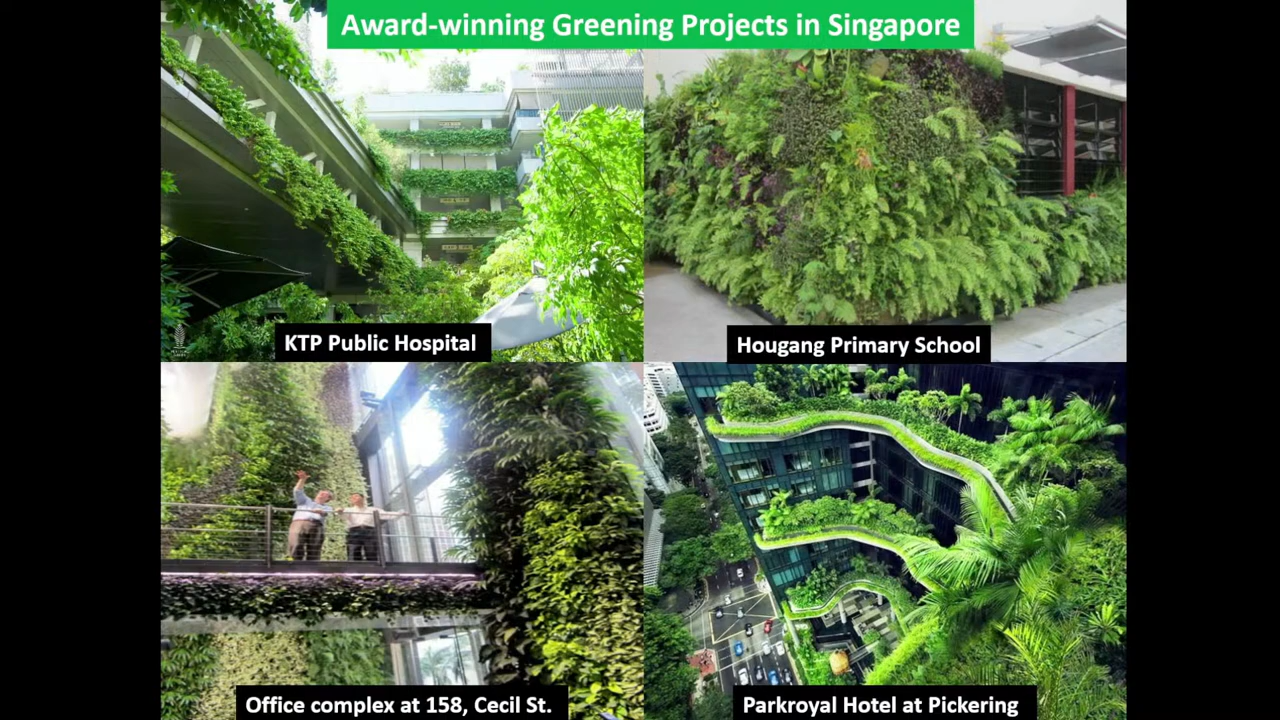 Award-winning Greening Projects in Singapore
KTP Public Hospital
Hougang Primary School
Office complex at 158, Cecil St.
Parkroyal Hotel at Pickering